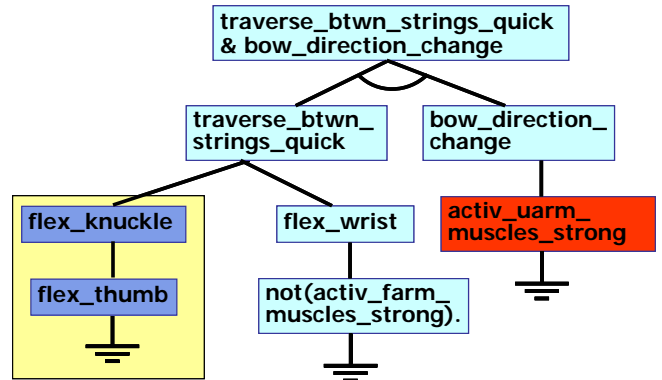 traverse_btwn_strings_quick
& bow_direction_change
traverse_btwn_
strings_quick
bow_direction_
change
flex_knuckle
flex_wrist
activ_uarm_
muscles_strong
flex_thumb
not(activ_farm_
muscles_strong).